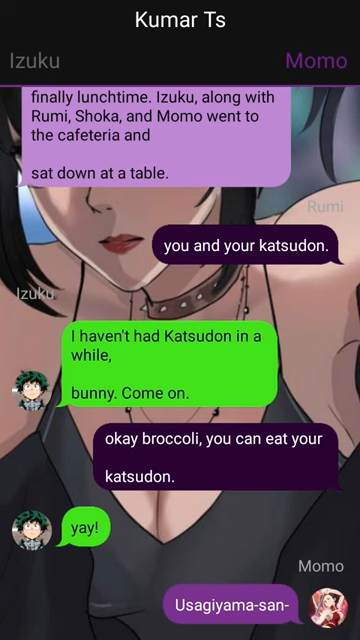 Kumar Ts
Izuku Momo
finally lunchtime. Izuku, along with
Rumi, Shoka, and Momo went to
the cafeteria and
sat down at a table.
Rumi
you and your katsudon.
Izuku
I haven't had Katsudon in a
while,
bunny. Come on.
okay broccoli, you can eat your
katsudon.
yay!
Momo
Usagiyama-san-